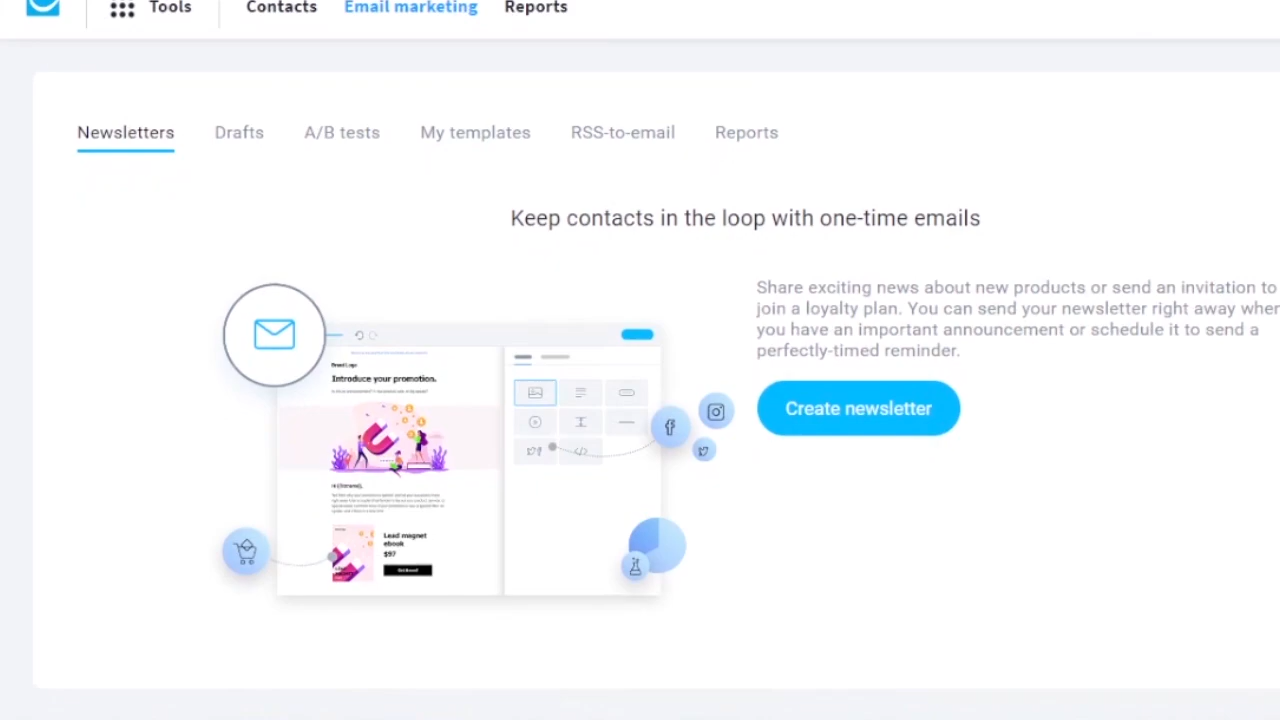 Tools
Contacts
Email marketing
Reports
Newsletters
Drafts
A/B tests
My templates
RSS-to-email
Reports
Keep contacts in the loop with one-time emails
Share exciting news about new products or send an invitation to
join a loyalty plan. You can send your newsletter right away when
you have an important announcement or schedule it to send a
perfectly-timed reminder.
Create newsletter
Introduce your promotion.
Lead magnet
ebook
$97